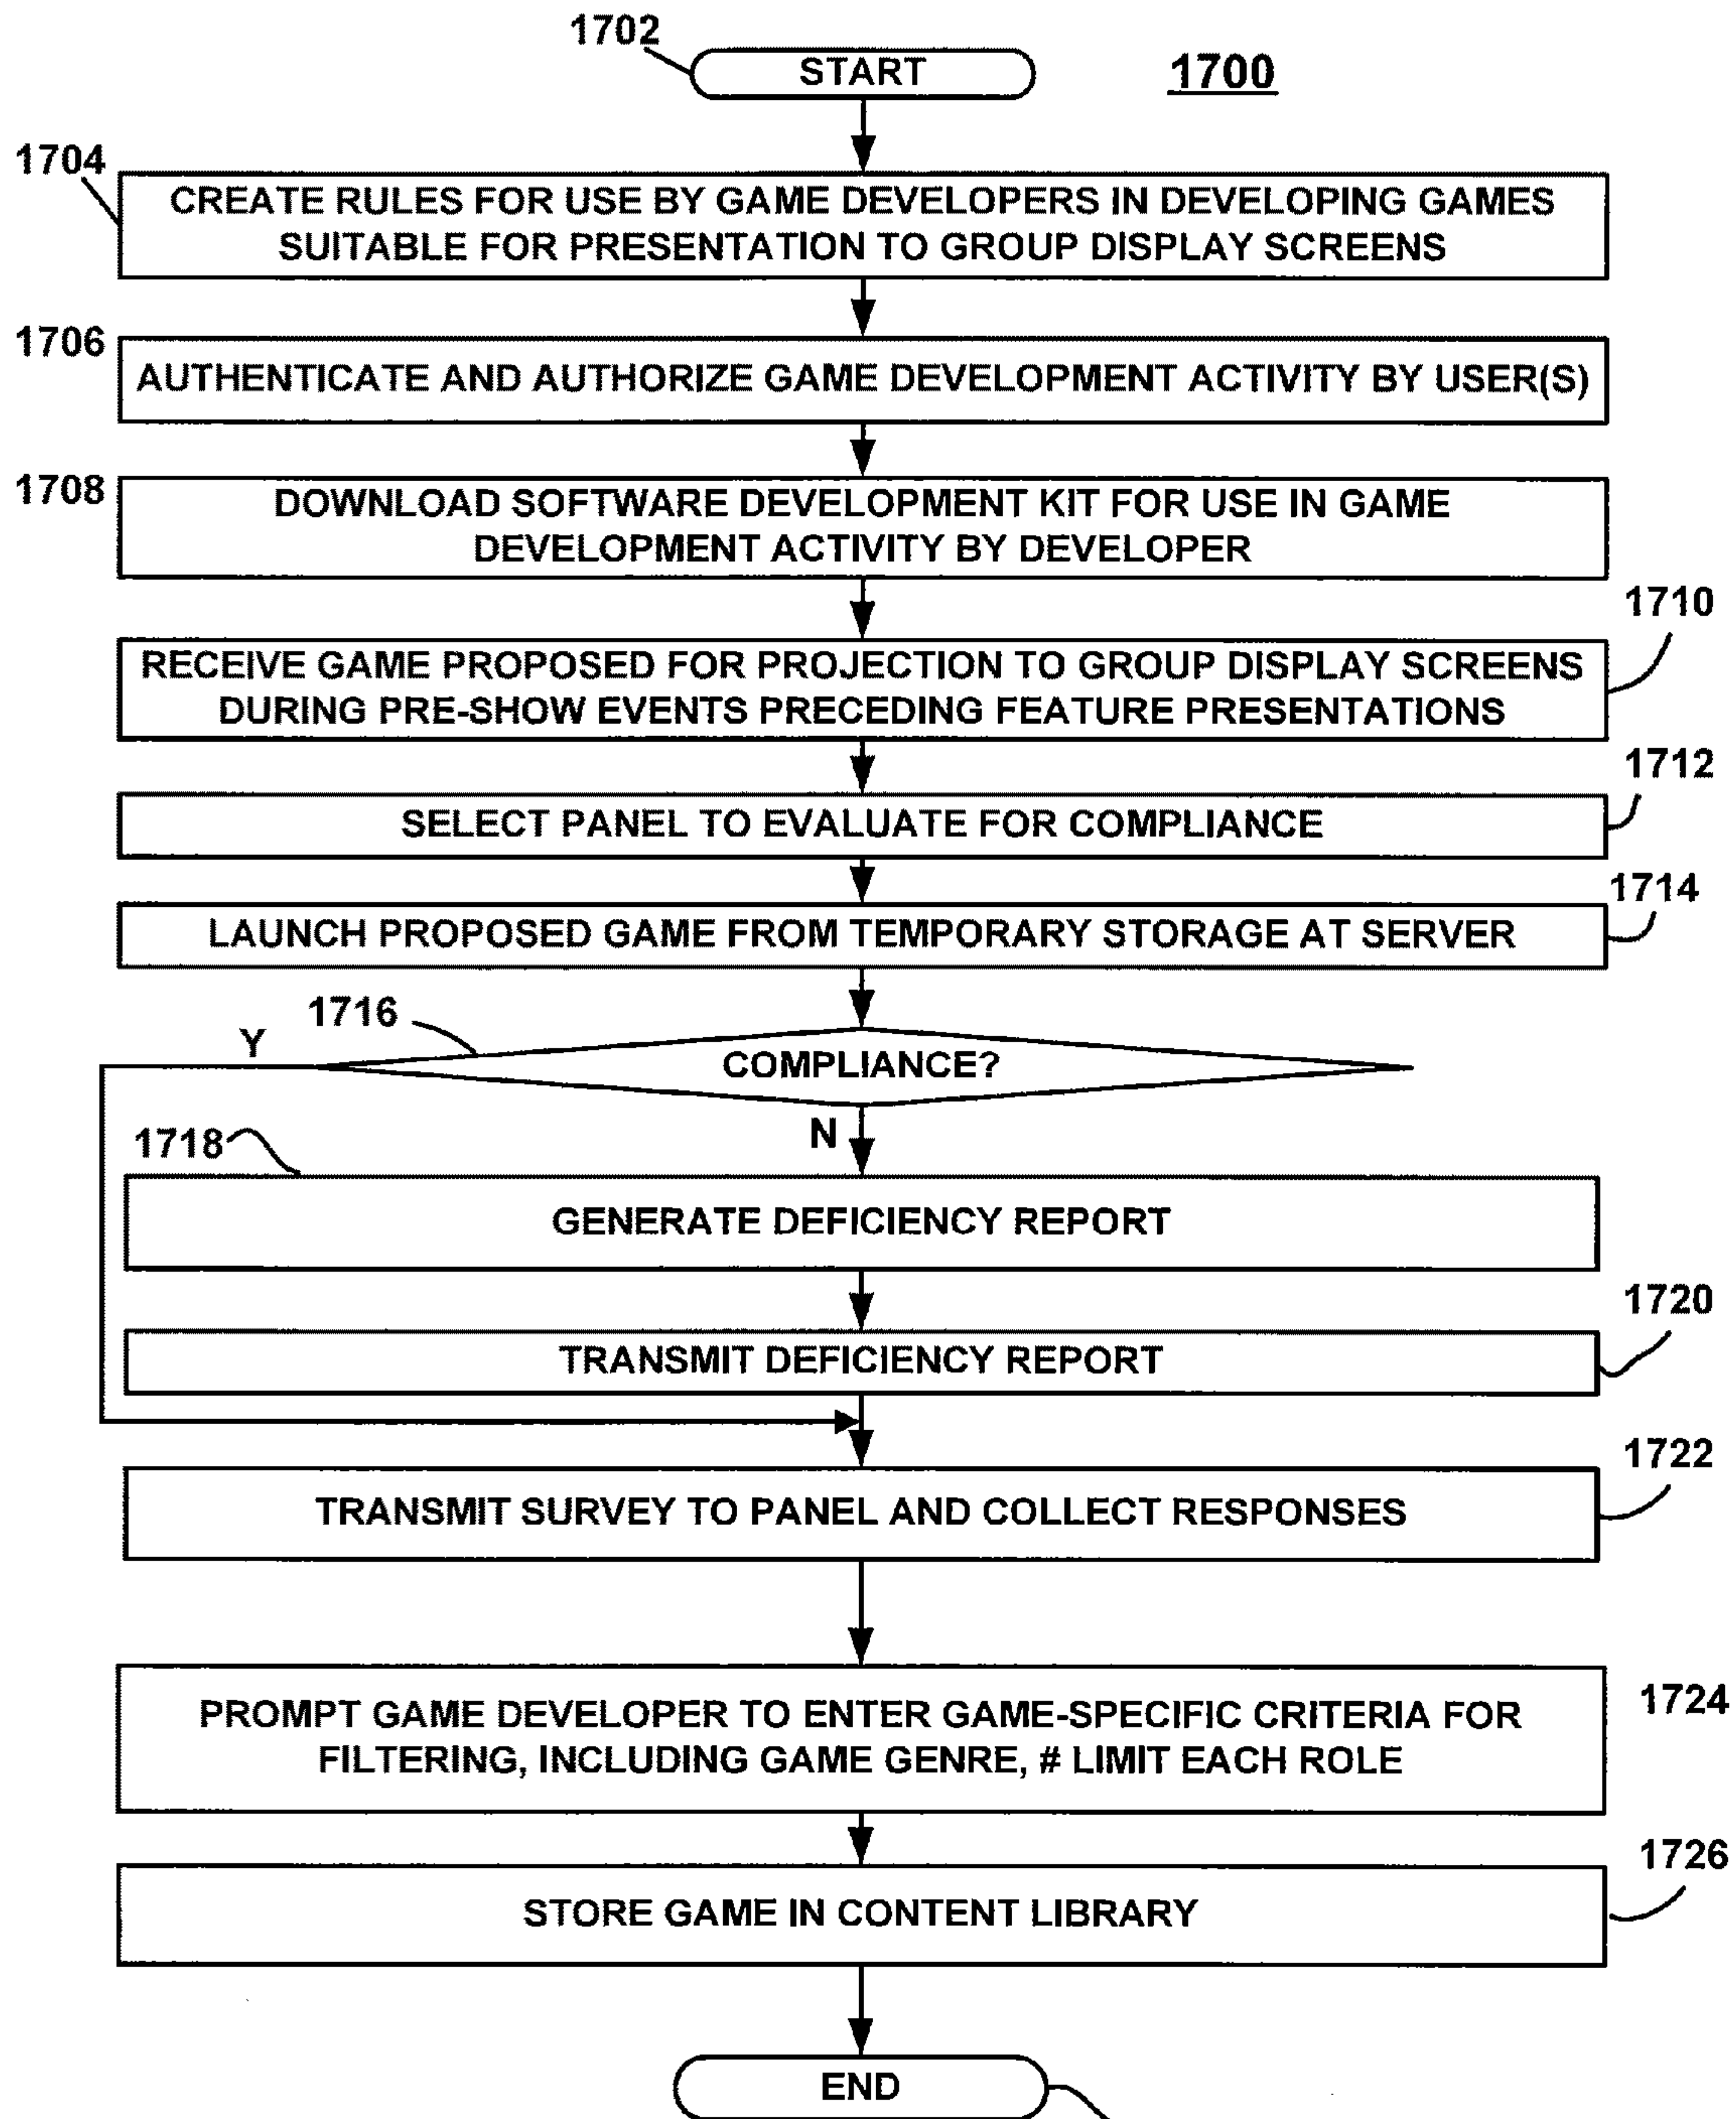 1702
START
1700
1704
CREATE RULES FOR USE BY GAME DEVELOPERS IN DEVELOPING GAMES
SUITABLE FOR PRESENTATION TO GROUP DISPLAY SCREENS
1706
AUTHENTICATE AND AUTHORIZE GAME DEVELOPMENT ACTIVITY BY USER(S)
1708
DOWNLOAD SOFTWARE DEVELOPMENT KIT FOR USE IN GAME
DEVELOPMENT ACTIVITY BY DEVELOPER
1710
RECEIVE GAME PROPOSED FOR PROJECTION TO GROUP DISPLAY SCREENS
DURING PRE-SHOW EVENTS PRECEDING FEATURE PRESENTATIONS
1712
SELECT PANEL TO EVALUATE FOR COMPLIANCE
1714
LAUNCH PROPOSED GAME FROM TEMPORARY STORAGE AT SERVER
1716
Y
COMPLIANCE?
N
1718
GENERATE DEFICIENCY REPORT
1720
TRANSMIT DEFICIENCY REPORT
1722
TRANSMIT SURVEY TO PANEL AND COLLECT RESPONSES
1724
PROMPT GAME DEVELOPER TO ENTER GAME-SPECIFIC CRITERIA FOR
FILTERING, INCLUDING GAME GENRE, # LIMIT EACH ROLE
1726
STORE GAME IN CONTENT LIBRARY
END